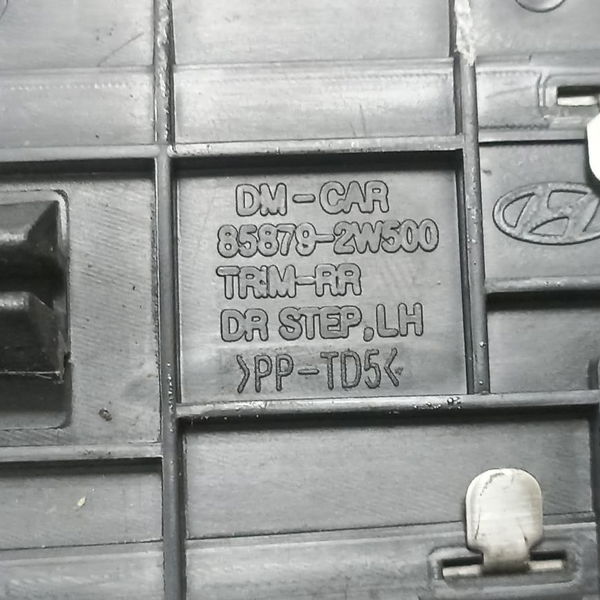 DM-CAR
85879-2W500
TRIM-RR
DR STEP,LH
>PP-TD5<